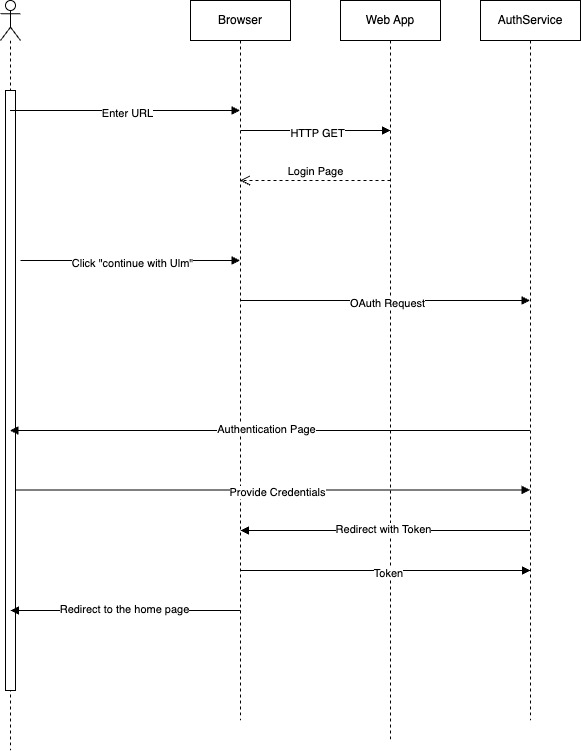 Browser
Web App
AuthService
Enter URL
HTTP GET
Login Page
Click "continue with Ulm"
OAuth Request
Authentication Page
Provide Credentials
Redirect with Token
Token
Redirect to the home page